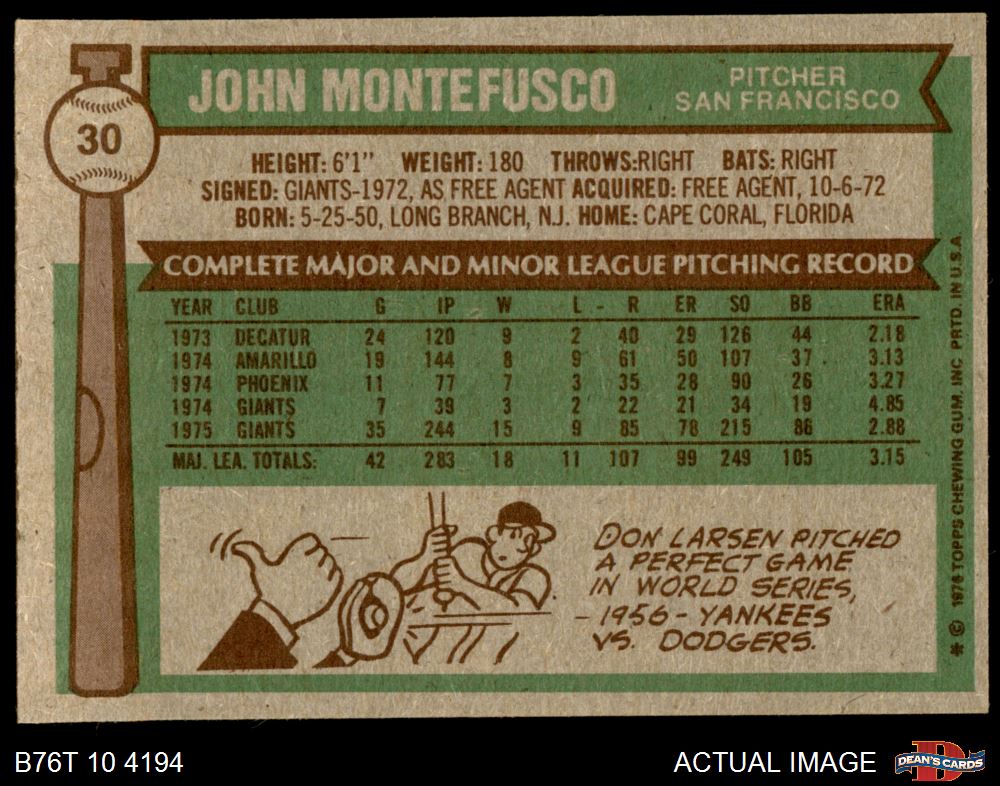 30
JOHN MONTEFUSCO
PITCHER
SAN FRANCISCO
HEIGHT: 6'1" WEIGHT: 180 THROWS:RIGHT BATS: RIGHT
SIGNED: GIANTS-1972, AS FREE AGENT ACQUIRED: FREE AGENT, 10-6-72
BORN: 5-25-50, LONG BRANCH, N.J. HOME: CAPE CORAL, FLORIDA
COMPLETE MAJOR AND MINOR LEAGUE PITCHING RECORD
YEAR CLUB G IP W L R ER SO BB ERA
1973 DECATUR 24 120 9 2 40 29 126 44 2.18
1974 AMARILLO 19 144 8 9 61 50 107 37 3.13
1974 PHOENIX 11 77 7 3 35 28 90 26 3.27
1974 GIANTS 7 39 3 2 22 21 34 19 4.85
1975 GIANTS 35 244 15 9 85 78 215 86 2.88
MAJ. LEA. TOTALS: 42 283 18 11 107 99 249 105 3.15
DON LARSEN PITCHED
A PERFECT GAME
IN WORLD SERIES,
-1956- YANKEES
VS. DODGERS.
* © 1976 TOPPS CHEWING GUM, INC. PRTD. IN U.S.A.
B76T 10 4194
ACTUAL IMAGE
D
DEAN'S CARDS